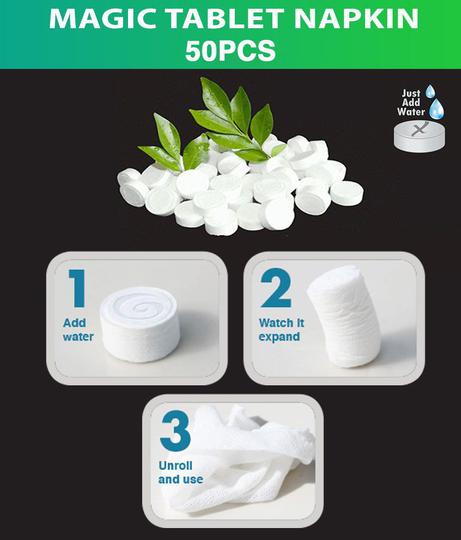 MAGIC TABLET NAPKIN
50PCS
Just
Add
Water
1
Add
water
2
Watch it
expand
3
Unroll
and use